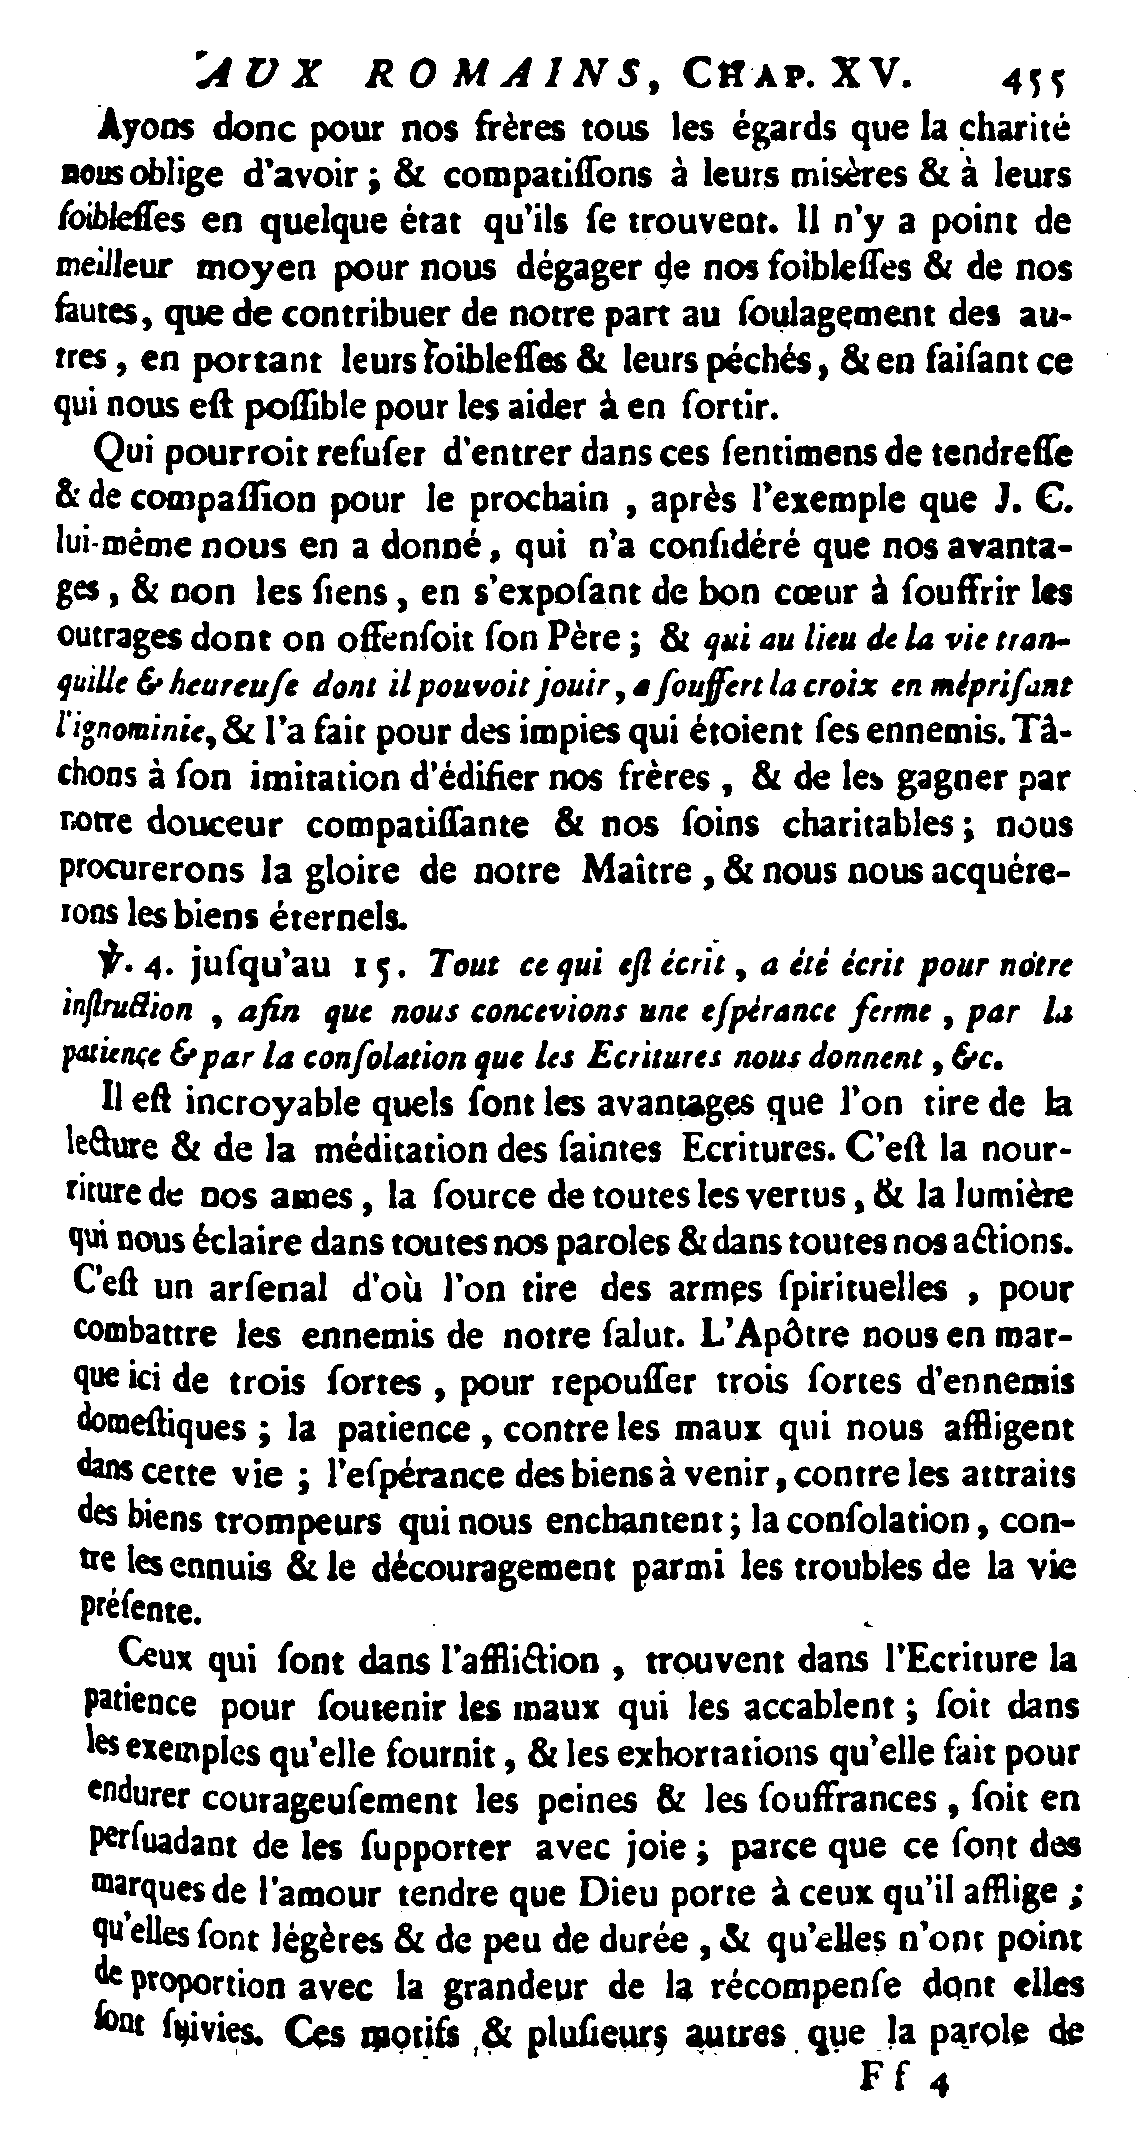 AUX ROMAINS, CHAP. XV. 455
Ayons donc pour nos frères tous les égards que la charité
nous oblige d'avoir ; & compatiſſons à leurs misères & à leurs
foibleſſes en quelque état qu'ils ſe trouvent. Il n'y a point de
meilleur moyen pour nous dégager de nos foibleſſes & de nos
fautes, que de contribuer de notre part au ſoulagement des au-
tres, en portant leurs foibleſſes & leurs péchés, & en faiſant ce
qui nous eſt poſſible pour les aider à en ſortir.
Qui pourroit refuſer d'entrer dans ces ſentimens de tendreſſe
& de compaſſion pour le prochain, après l'exemple que J. C.
lui-même nous en a donné, qui n'a conſidéré que nos avanta-
ges, & non les ſiens, en s'expoſant de bon cœur à ſouffrir les
outrages dont on offenſoit ſon Père ; & qui au lieu de la vie tran-
quille & heureuſe dont il pouvoit jouir, a ſouffert la croix en mépriſant
l'ignominie, & l'a fait pour des impies qui étoient ſes ennemis. Tâ-
chons à ſon imitation d'édifier nos frères, & de les gagner par
notre douceur compatiſſante & nos ſoins charitables ; nous
procurerons la gloire de notre Maître, & nous nous acquére-
rons les biens éternels.
℣. 4. juſqu'au 15. Tout ce qui eſt écrit, a été écrit pour nôtre
inſtruction, afin que nous concevions une eſpérance ferme, par la
patience & par la conſolation que les Ecritures nous donnent, &c.
Il eſt incroyable quels ſont les avantages que l'on tire de la
lecture & de la méditation des ſaintes Ecritures. C'eſt la nour-
riture de nos ames, la ſource de toutes les vertus, & la lumière
qui nous éclaire dans toutes nos paroles & dans toutes nos actions.
C'eſt un arſenal d'où l'on tire des armes ſpirituelles, pour
combattre les ennemis de notre ſalut. L'Apôtre nous en mar-
que ici de trois ſortes, pour repouſſer trois ſortes d'ennemis
domeſtiques ; la patience, contre les maux qui nous affligent
dans cette vie ; l'eſpérance des biens à venir, contre les attraits
des biens trompeurs qui nous enchantent ; la conſolation, con-
tre les ennuis & le découragement parmi les troubles de la vie
préſente.
Ceux qui ſont dans l'affliction, trouvent dans l'Ecriture la
patience pour ſoutenir les maux qui les accablent ; ſoit dans
les exemples qu'elle fournit, & les exhortations qu'elle fait pour
endurer courageuſement les peines & les ſouffrances, ſoit en
perſuadant de les ſupporter avec joie ; parce que ce ſont des
marques de l'amour tendre que Dieu porte à ceux qu'il afflige ;
qu'elles ſont légères & de peu de durée, & qu'elles n'ont point
de proportion avec la grandeur de la récompenſe dont elles
ſont ſuivies. Ces motifs & pluſieurs autres que la parole de
Ff 4